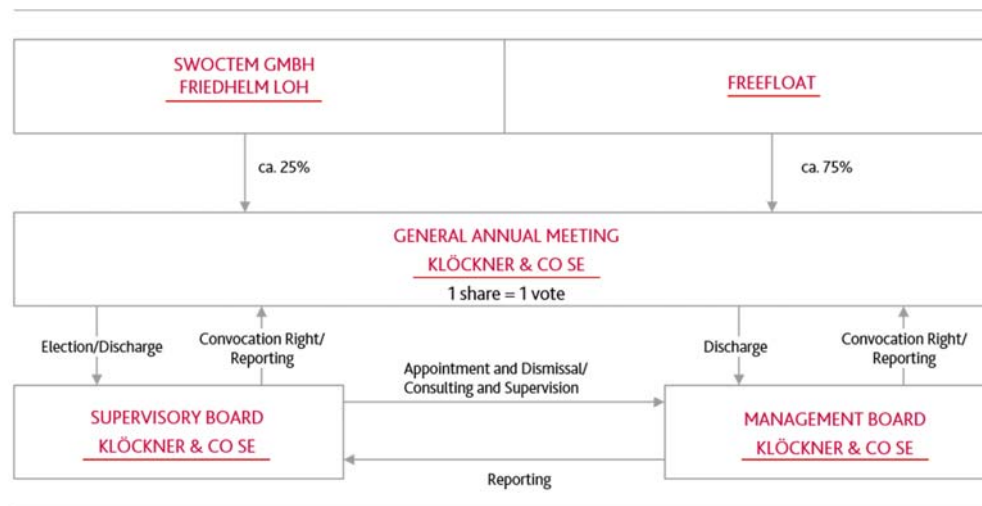 SWOCTEM GMBH
FRIEDHELM LOH
FREEFLOAT
ca. 25%
ca. 75%
GENERAL ANNUAL MEETING
KLÖCKNER & CO SE
1 share = 1 vote
Election/Discharge
Convocation Right/
Reporting
Appointment and Dismissal/
Consulting and Supervision
Discharge
Convocation Right/
Reporting
SUPERVISORY BOARD
KLÖCKNER & CO SE
MANAGEMENT BOARD
KLÖCKNER & CO SE
Reporting